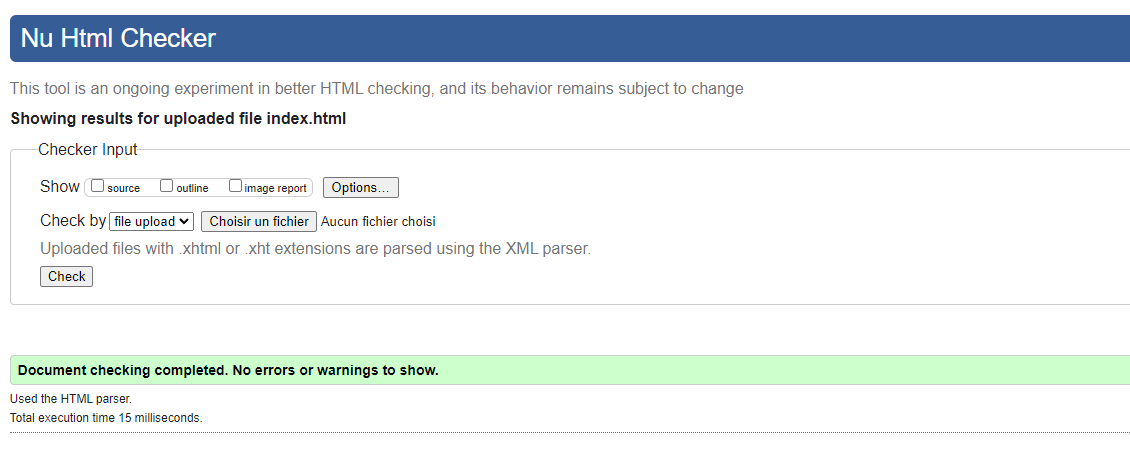 Nu Html Checker
This tool is an ongoing experiment in better HTML checking, and its behavior remains subject to change
Showing results for uploaded file index.html
Checker Input
Show source outline image report Options...
Check by file upload Choisir un fichier Aucun fichier choisi
Uploaded files with .xhtml or .xht extensions are parsed using the XML parser.
Check
Document checking completed. No errors or warnings to show.
Used the HTML parser.
Total execution time 15 milliseconds.